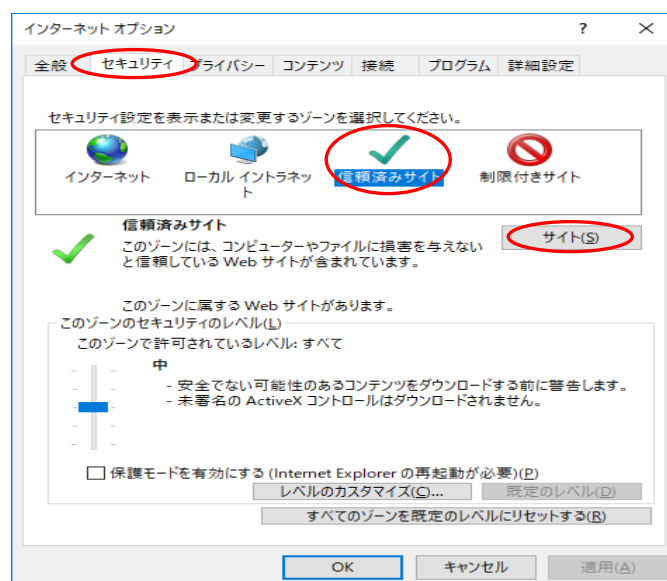 インターネット オプション ? ×
全般 セキュリティ プライバシー コンテンツ 接続 プログラム 詳細設定
セキュリティ設定を表示または変更するゾーンを選択してください。
インターネット ローカル イントラネッ 信頼済みサイト 制限付きサイト
ト
信頼済みサイト
サイト(S)
このゾーンには、コンピューターやファイルに損害を与えない
と信頼している Web サイトが含まれています。
このゾーンに属する Web サイトがあります。
このゾーンのセキュリティのレベル(L)
このゾーンで許可されているレベル: すべて
中
- 安全でない可能性のあるコンテンツをダウンロードする前に警告します。
- 未署名の ActiveX コントロールはダウンロードされません。
保護モードを有効にする (Internet Explorer の再起動が必要)(P)
レベルのカスタマイズ(C)... 既定のレベル(D)
すべてのゾーンを既定のレベルにリセットする(R)
OK キャンセル 適用(A)